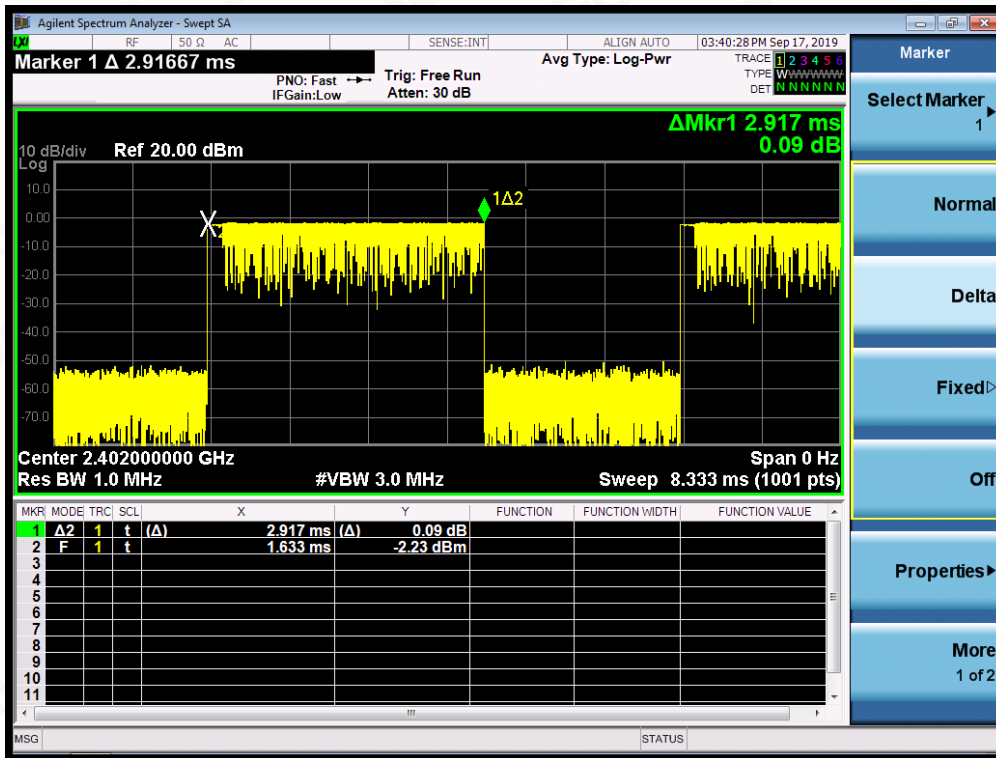 Agilent Spectrum Analyzer - Swept SA
LXI RF 50 Ω AC SENSE:INT ALIGN AUTO 03:40:28 PM Sep 17, 2019
Marker 1 Δ 2.91667 ms
PNO: Fast
IFGain:Low
Trig: Free Run
Atten: 30 dB
Avg Type: Log-Pwr
TRACE 1 2 3 4 5 6
TYPE WWWWWW
DET N N N N N N
ΔMkr1 2.917 ms
0.09 dB
10 dB/div Ref 20.00 dBm
Log
10.0
0.00
-10.0
-20.0
-30.0
-40.0
-50.0
-60.0
-70.0
1Δ2
Center 2.402000000 GHz Span 0 Hz
Res BW 1.0 MHz #VBW 3.0 MHz Sweep 8.333 ms (1001 pts)
MKR MODE TRC SCL X Y FUNCTION FUNCTION WIDTH FUNCTION VALUE
1 Δ2 1 t (Δ) 2.917 ms (Δ) 0.09 dB
2 F 1 t 1.633 ms -2.23 dBm
3
4
5
6
7
8
9
10
11
MSG STATUS
Marker
Select Marker
1
Normal
Delta
Fixed
Off
Properties
More
1 of 2